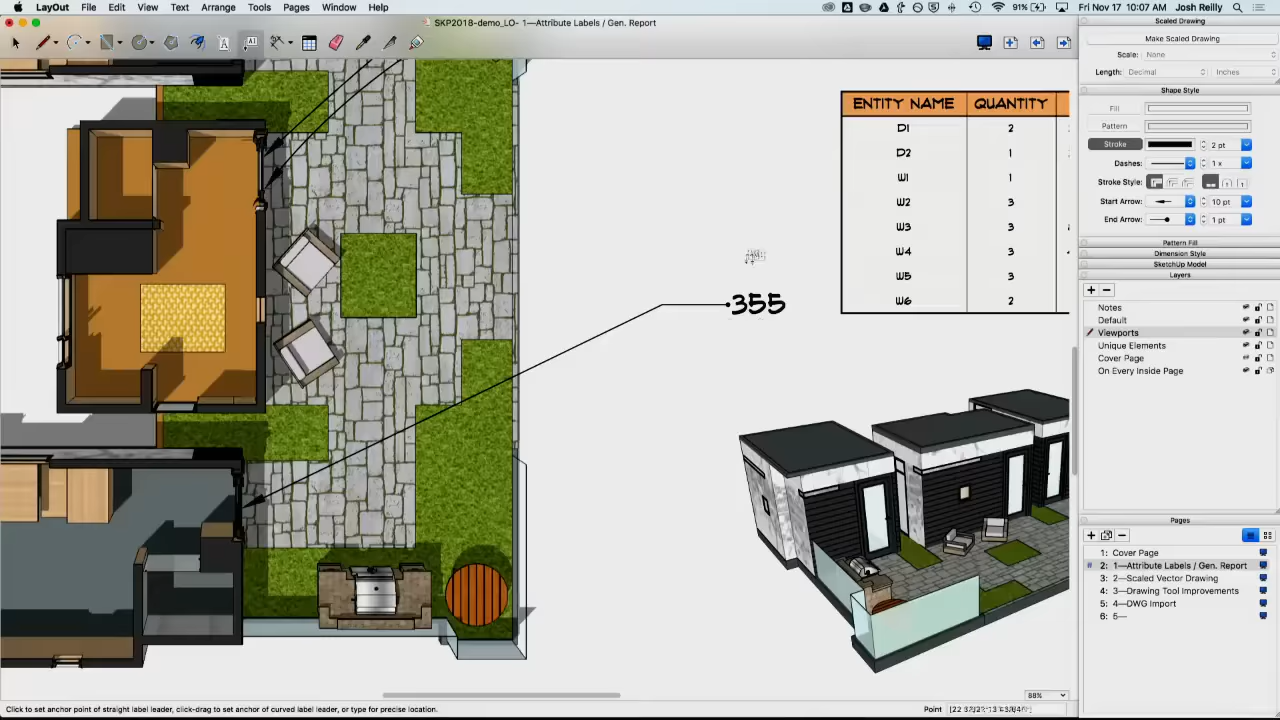 LayOut File Edit View Text Arrange Tools Pages Window Help 91% Fri Nov 17 10:07 AM Josh Reilly
SKP2018-demo_LO- 1—Attribute Labels / Gen. Report
Scaled Drawing
Make Scaled Drawing
Scale: None
Length: Decimal Inches
Shape Style
Fill
Pattern
Stroke 2 pt
Dashes: 1 x
Stroke Style:
Start Arrow: 10 pt
End Arrow: 1 pt
Pattern Fill
Dimension Style
SketchUp Model
Layers
Notes
Default
Viewports
Unique Elements
Cover Page
On Every Inside Page
Pages
1: Cover Page
2: 1—Attribute Labels / Gen. Report
3: 2—Scaled Vector Drawing
4: 3—Drawing Tool Improvements
5: 4—DWG Import
6: 5—
ENTITY NAME QUANTITY
D1 2
D2 1
W1 1
W2 3
W3 3
W4 3
W5 3
W6 2
355
88%
Click to set anchor point of straight label leader, click-drag to set anchor of curved label leader, or type for precise location.
Point